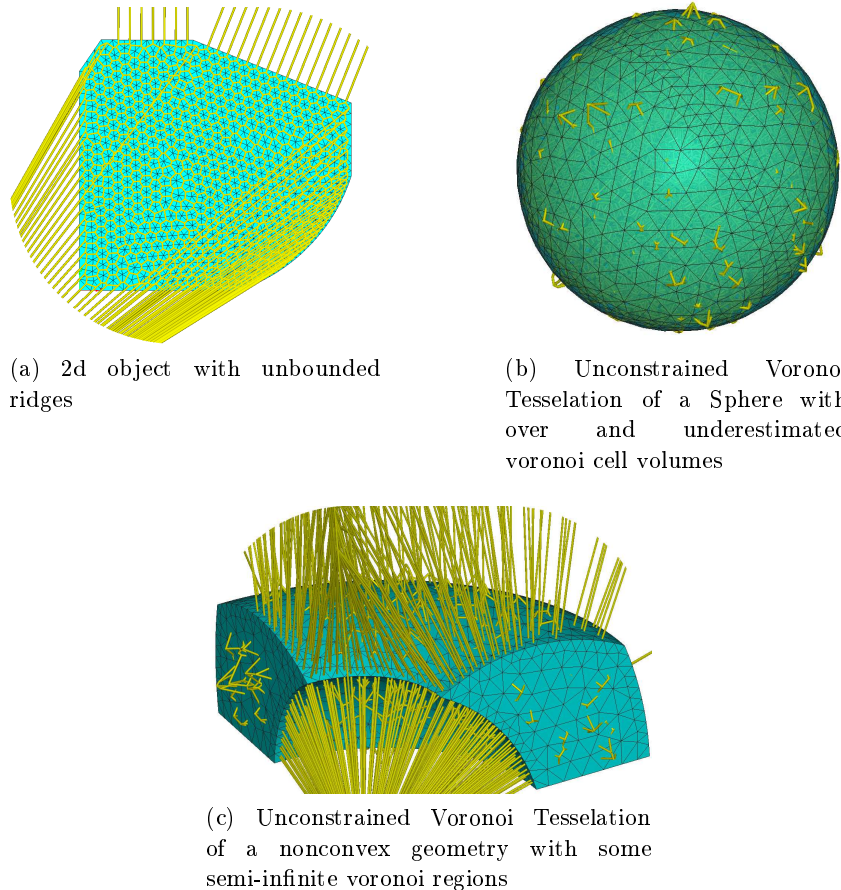 (a) 2d object with unbounded
ridges
(b) Unconstrained Vorono
Tesselation of a Sphere with
over and underestimated
voronoi cell volumes
(c) Unconstrained Voronoi Tesselation
of a nonconvex geometry with some
semi-infinite voronoi regions